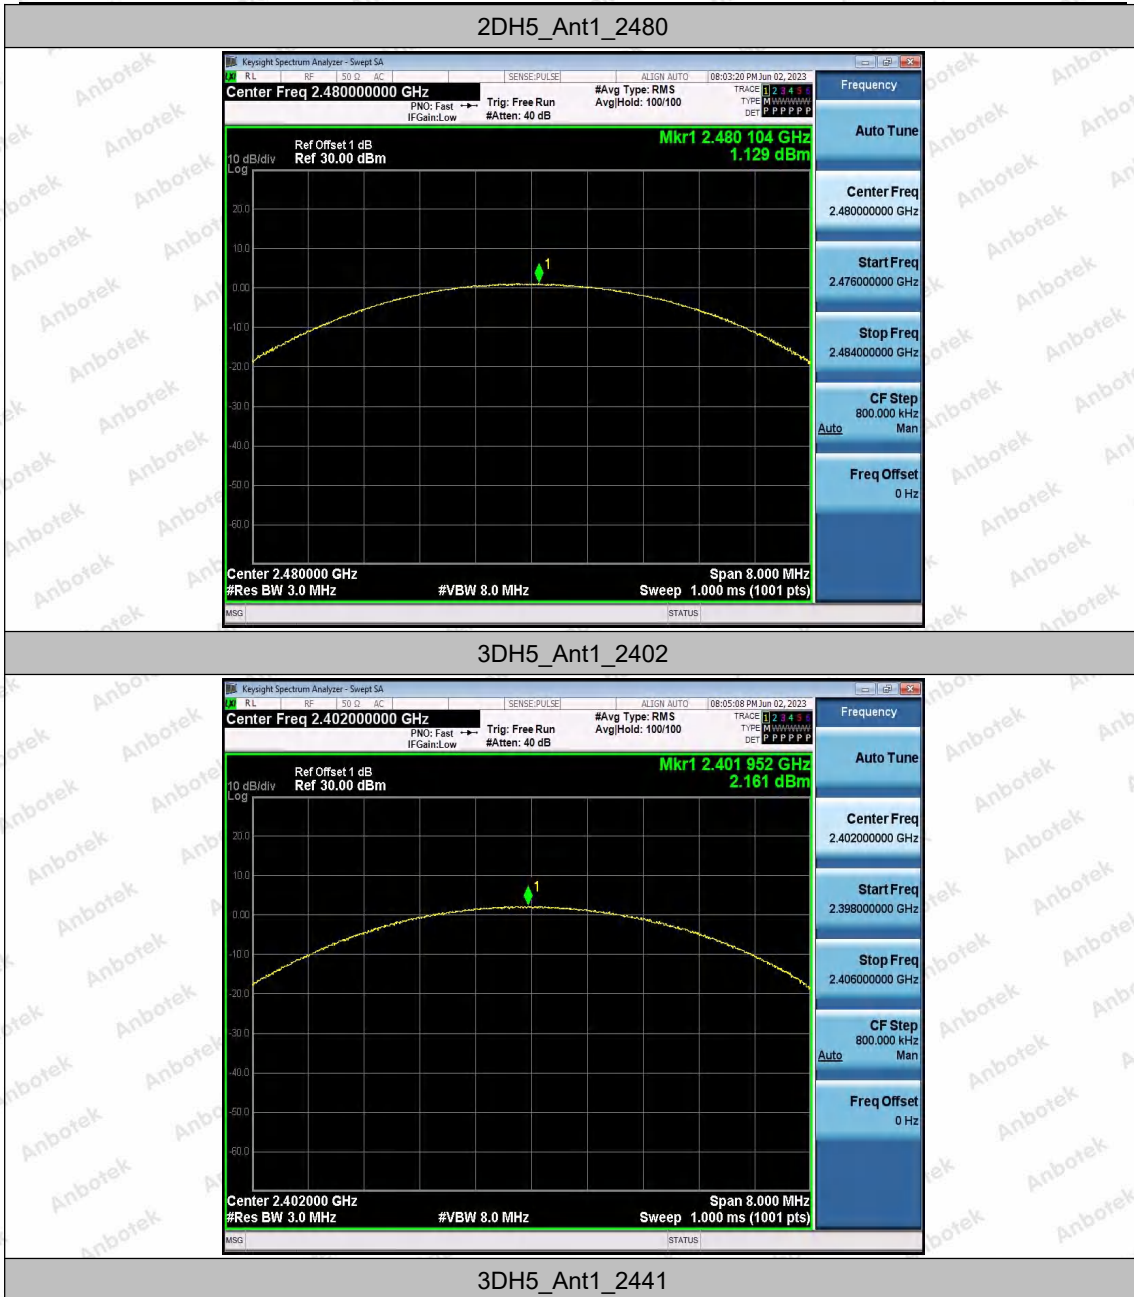 2DH5_Ant1_2480
Keysight Spectrum Analyzer - Swept SA
RL RF 50 Ω AC SENSE:PULSE ALIGN AUTO 08:03:20 PM Jun 02, 2023
Center Freq 2.480000000 GHz
PNO: Fast
IFGain:Low
Trig: Free Run
#Atten: 40 dB
#Avg Type: RMS
Avg|Hold: 100/100
TRACE 1 2 3 4 5 6
TYPE M WWWWW
DET P P P P P P
Mkr1 2.480 104 GHz
1.129 dBm
Ref Offset 1 dB
10 dB/div Ref 30.00 dBm
Log
20.0
10.0
0.00
-10.0
-20.0
-30.0
-40.0
-50.0
-60.0
1
Center 2.480000 GHz Span 8.000 MHz
#Res BW 3.0 MHz #VBW 8.0 MHz Sweep 1.000 ms (1001 pts)
MSG STATUS
Frequency
Auto Tune
Center Freq
2.480000000 GHz
Start Freq
2.476000000 GHz
Stop Freq
2.484000000 GHz
CF Step
800.000 kHz
Auto Man
Freq Offset
0 Hz
3DH5_Ant1_2402
Keysight Spectrum Analyzer - Swept SA
RL RF 50 Ω AC SENSE:PULSE ALIGN AUTO 08:05:08 PM Jun 02, 2023
Center Freq 2.402000000 GHz
PNO: Fast
IFGain:Low
Trig: Free Run
#Atten: 40 dB
#Avg Type: RMS
Avg|Hold: 100/100
TRACE 1 2 3 4 5 6
TYPE M WWWWW
DET P P P P P P
Mkr1 2.401 952 GHz
2.161 dBm
Ref Offset 1 dB
10 dB/div Ref 30.00 dBm
Log
20.0
10.0
0.00
-10.0
-20.0
-30.0
-40.0
-50.0
-60.0
1
Center 2.402000 GHz Span 8.000 MHz
#Res BW 3.0 MHz #VBW 8.0 MHz Sweep 1.000 ms (1001 pts)
MSG STATUS
Frequency
Auto Tune
Center Freq
2.402000000 GHz
Start Freq
2.398000000 GHz
Stop Freq
2.406000000 GHz
CF Step
800.000 kHz
Auto Man
Freq Offset
0 Hz
3DH5_Ant1_2441